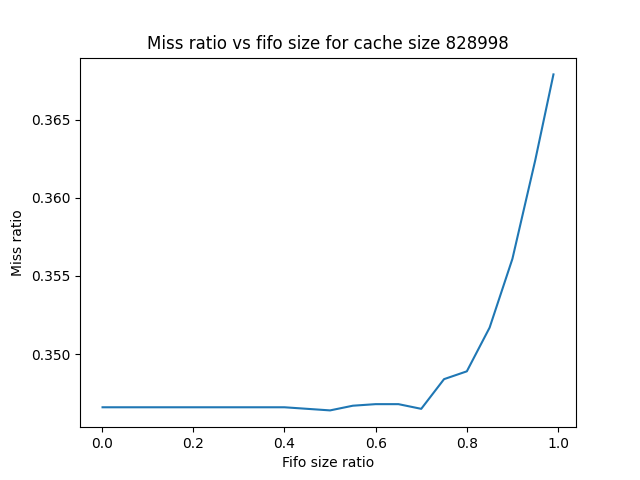 Miss ratio vs fifo size for cache size 828998
0.365
0.360
0.355
0.350
Miss ratio
0.0 0.2 0.4 0.6 0.8 1.0
Fifo size ratio